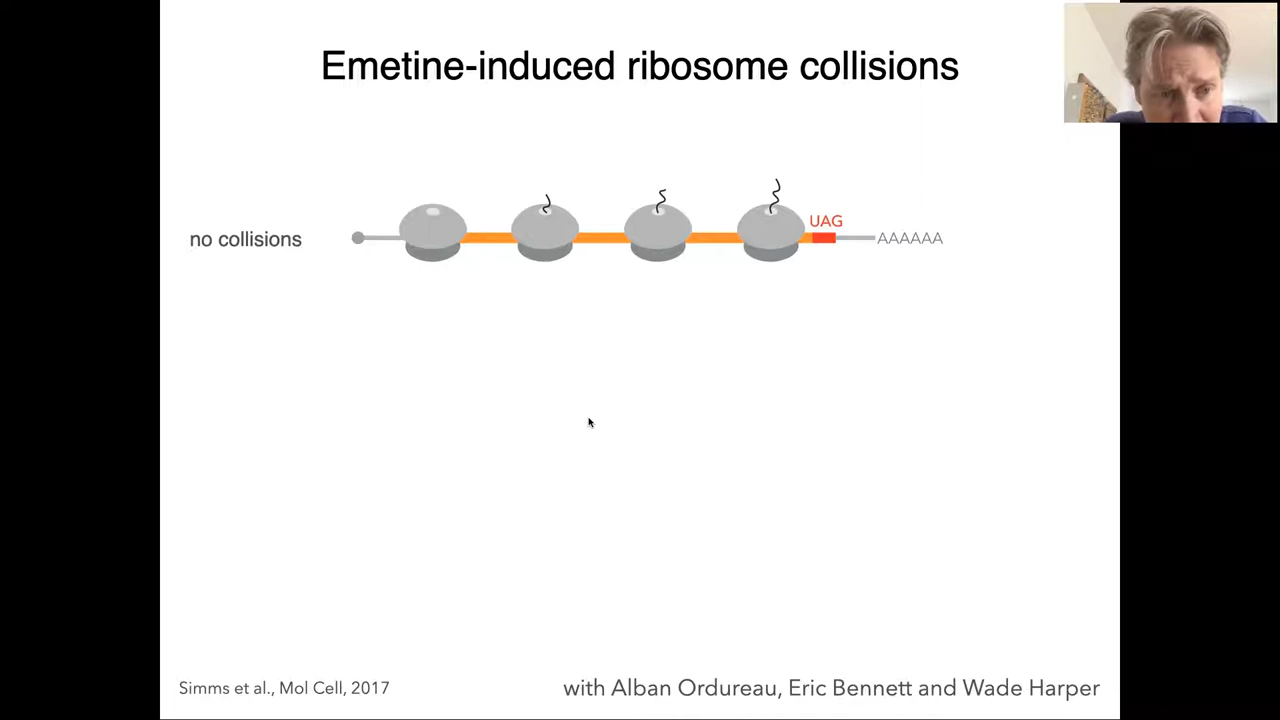 Emetine-induced ribosome collisions
no collisions
UAG
AAAAAA
Simms et al., Mol Cell, 2017
with Alban Ordureau, Eric Bennett and Wade Harper